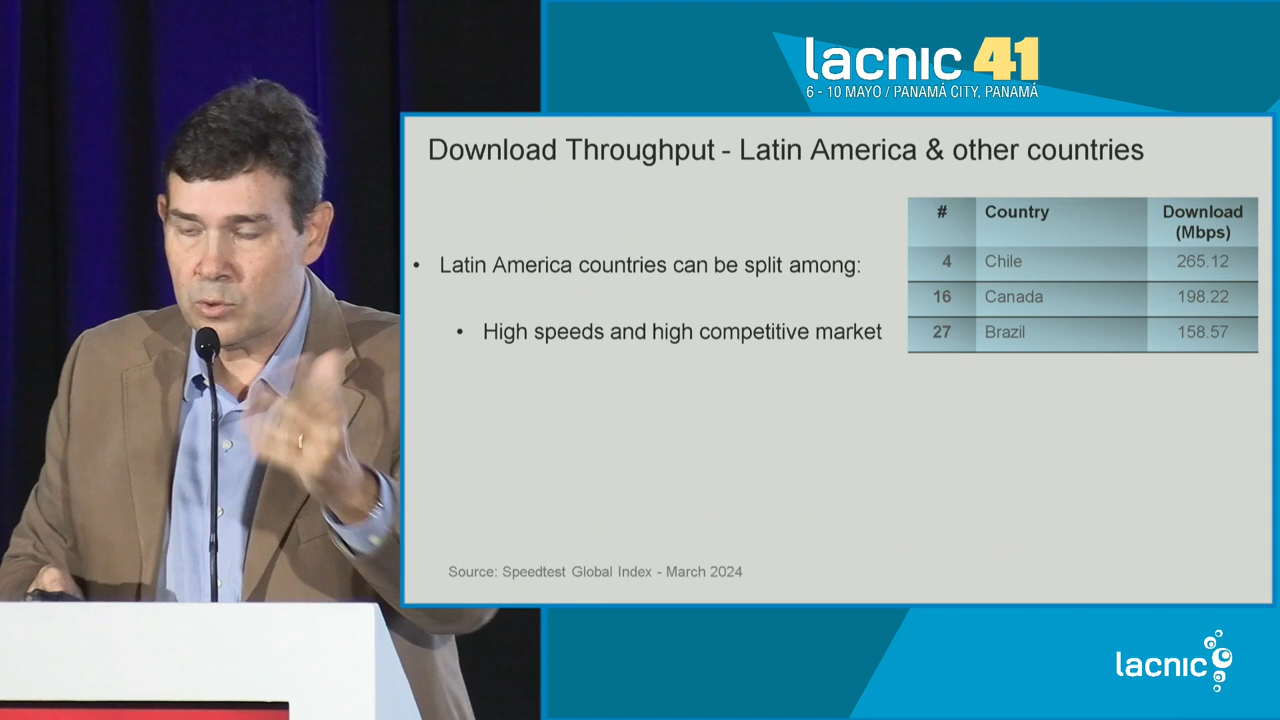 lacnic 41
6 - 10 MAYO / PANAMÁ CITY, PANAMÁ
Download Throughput - Latin America & other countries
• Latin America countries can be split among:
• High speeds and high competitive market
# Country Download (Mbps)
4 Chile 265.12
16 Canada 198.22
27 Brazil 158.57
Source: Speedtest Global Index - March 2024
lacnic